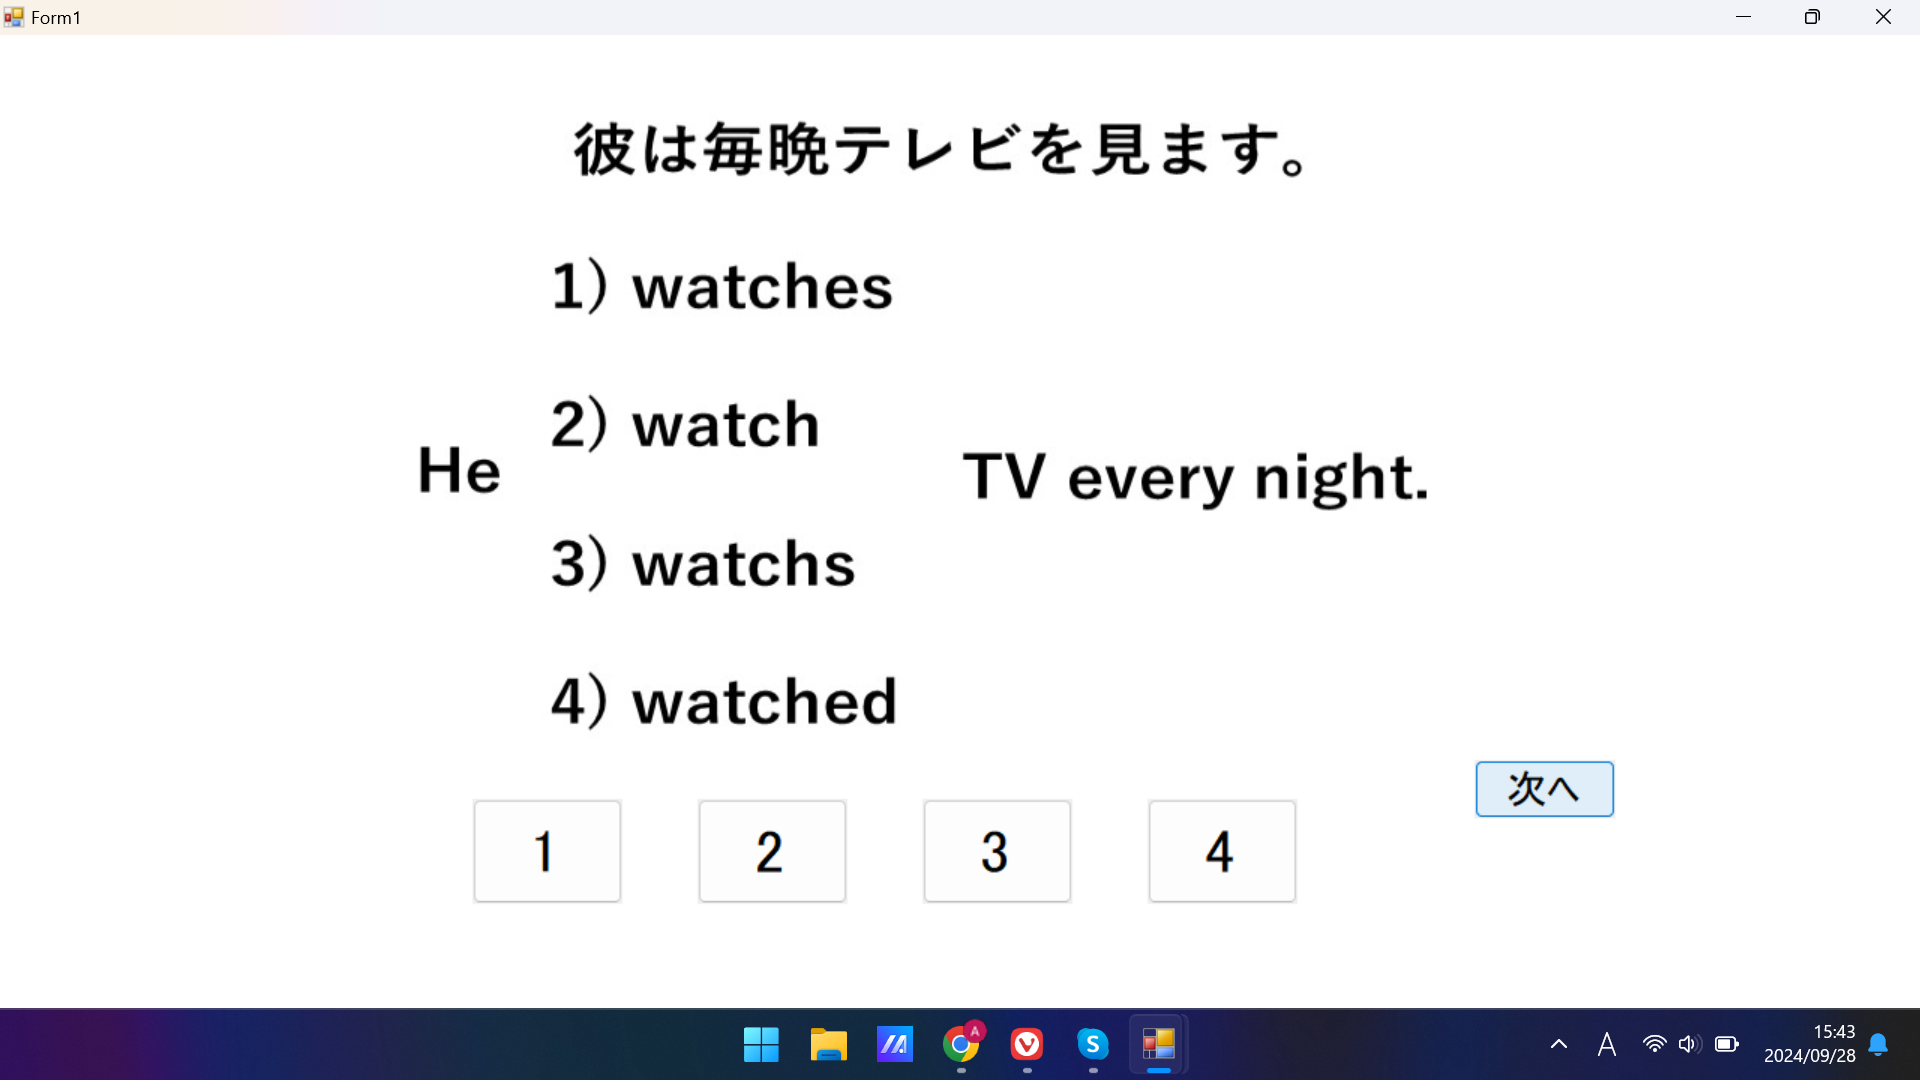 Form1
彼は毎晩テレビを見ます。
1) watches
2) watch
He
TV every night.
3) watchs
4) watched
次へ
1 2 3 4
A
S
A
15:43
2024/09/28